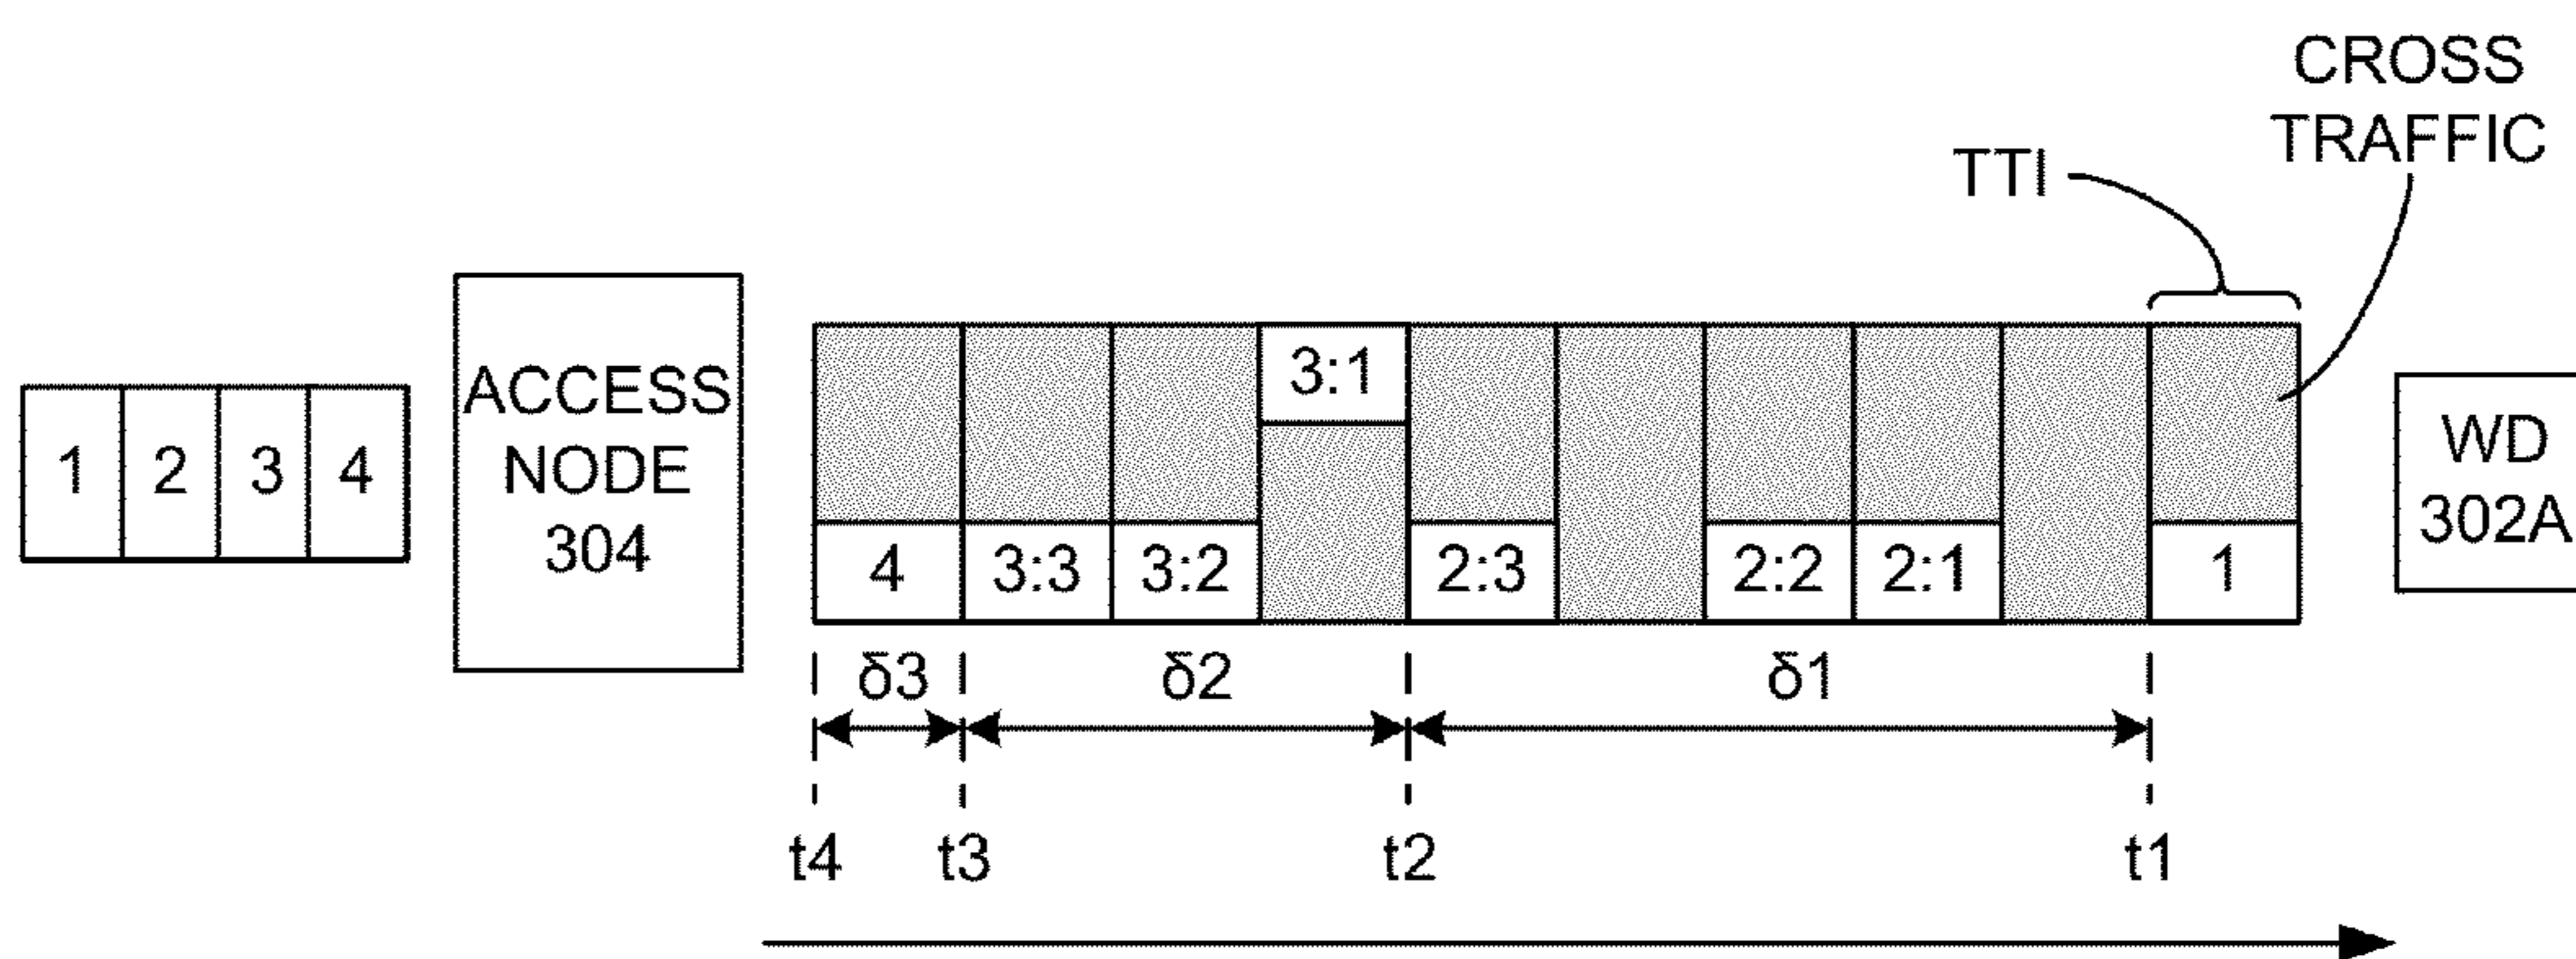 CROSS
TRAFFIC
TTI
1 2 3 4
ACCESS
NODE
304
3:1
4 3:3 3:2 2:3 2:2 2:1 1
WD
302A
δ3 δ2 δ1
t4 t3 t2 t1